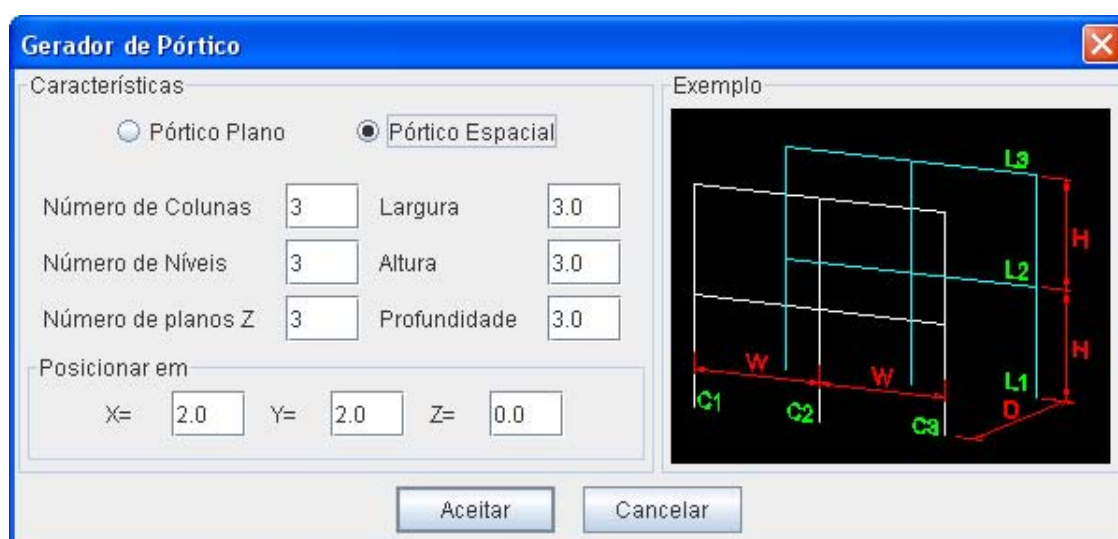 Gerador de Pórtico
Características
Pórtico Plano
Pórtico Espacial
Número de Colunas 3 Largura 3.0
Número de Níveis 3 Altura 3.0
Número de planos Z 3 Profundidade 3.0
Posicionar em
X= 2.0 Y= 2.0 Z= 0.0
Exemplo
L3
H
L2
H
W
W
L1
C1
C2
C3
D
Aceitar
Cancelar